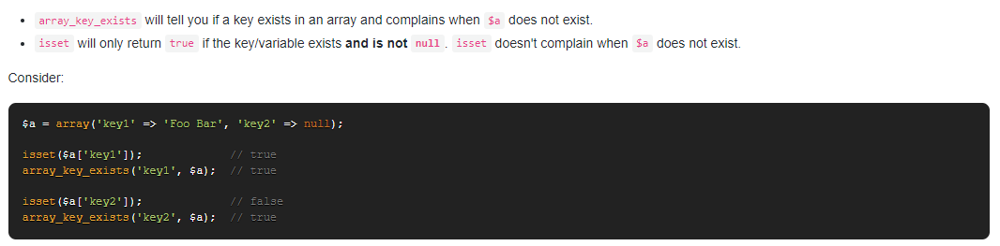 array_key_exists will tell you if a key exists in an array and complains when $a does not exist.
isset will only return true if the key/variable exists and is not null. isset doesn't complain when $a does not exist.
Consider:
$a = array('key1' => 'Foo Bar', 'key2' => null);
isset($a['key1']);             // true
array_key_exists('key1', $a);  // true
isset($a['key2']);             // false
array_key_exists('key2', $a);  // true